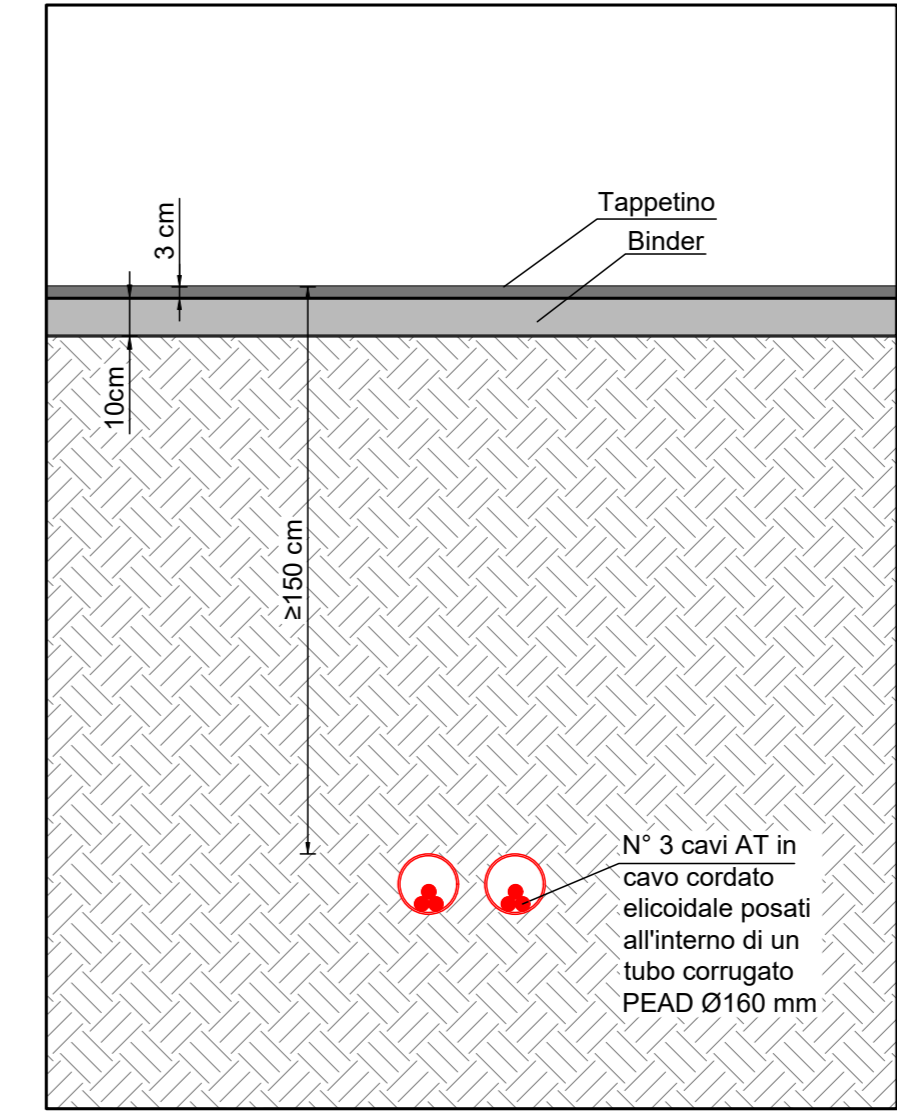 Tappetino
Binder
3 cm
10cm
≥150 cm
N° 3 cavi AT in
cavo cordato
elicoidale posati
all'interno di un
tubo corrugato
PEAD Ø160 mm